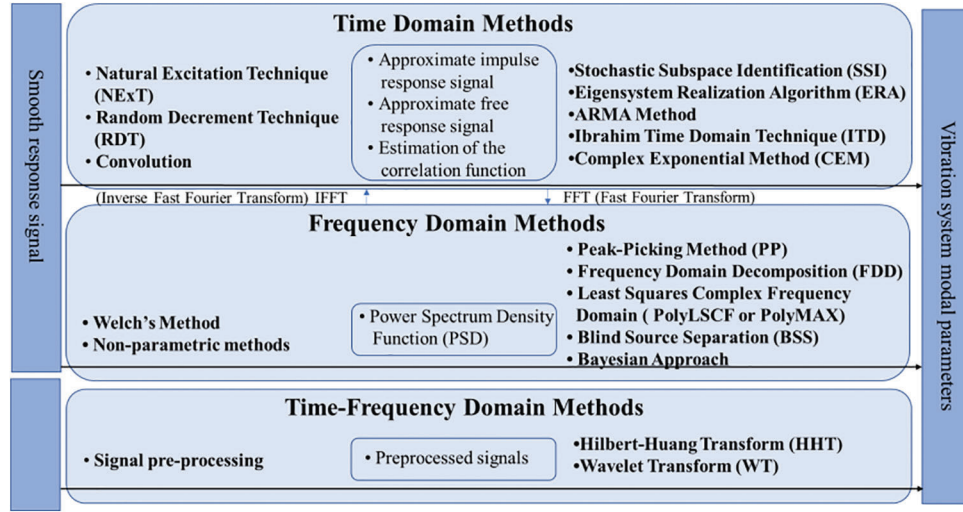 Smooth response signal
Time Domain Methods
• Natural Excitation Technique
(NExT)
• Random Decrement Technique
(RDT)
• Convolution
• Approximate impulse
response signal
• Approximate free
response signal
• Estimation of the
correlation function
•Stochastic Subspace Identification (SSI)
•Eigensystem Realization Algorithm (ERA)
•ARMA Method
•Ibrahim Time Domain Technique (ITD)
•Complex Exponential Method (CEM)
(Inverse Fast Fourier Transform) IFFT
FFT (Fast Fourier Transform)
Frequency Domain Methods
• Welch's Method
• Non-parametric methods
• Power Spectrum Density
Function (PSD)
• Peak-Picking Method (PP)
• Frequency Domain Decomposition (FDD)
• Least Squares Complex Frequency
Domain ( PolyLSCF or PolyMAX)
• Blind Source Separation (BSS)
• Bayesian Approach
Time-Frequency Domain Methods
• Signal pre-processing
• Preprocessed signals
• Hilbert-Huang Transform (HHT)
• Wavelet Transform (WT)
Vibration system modal parameters